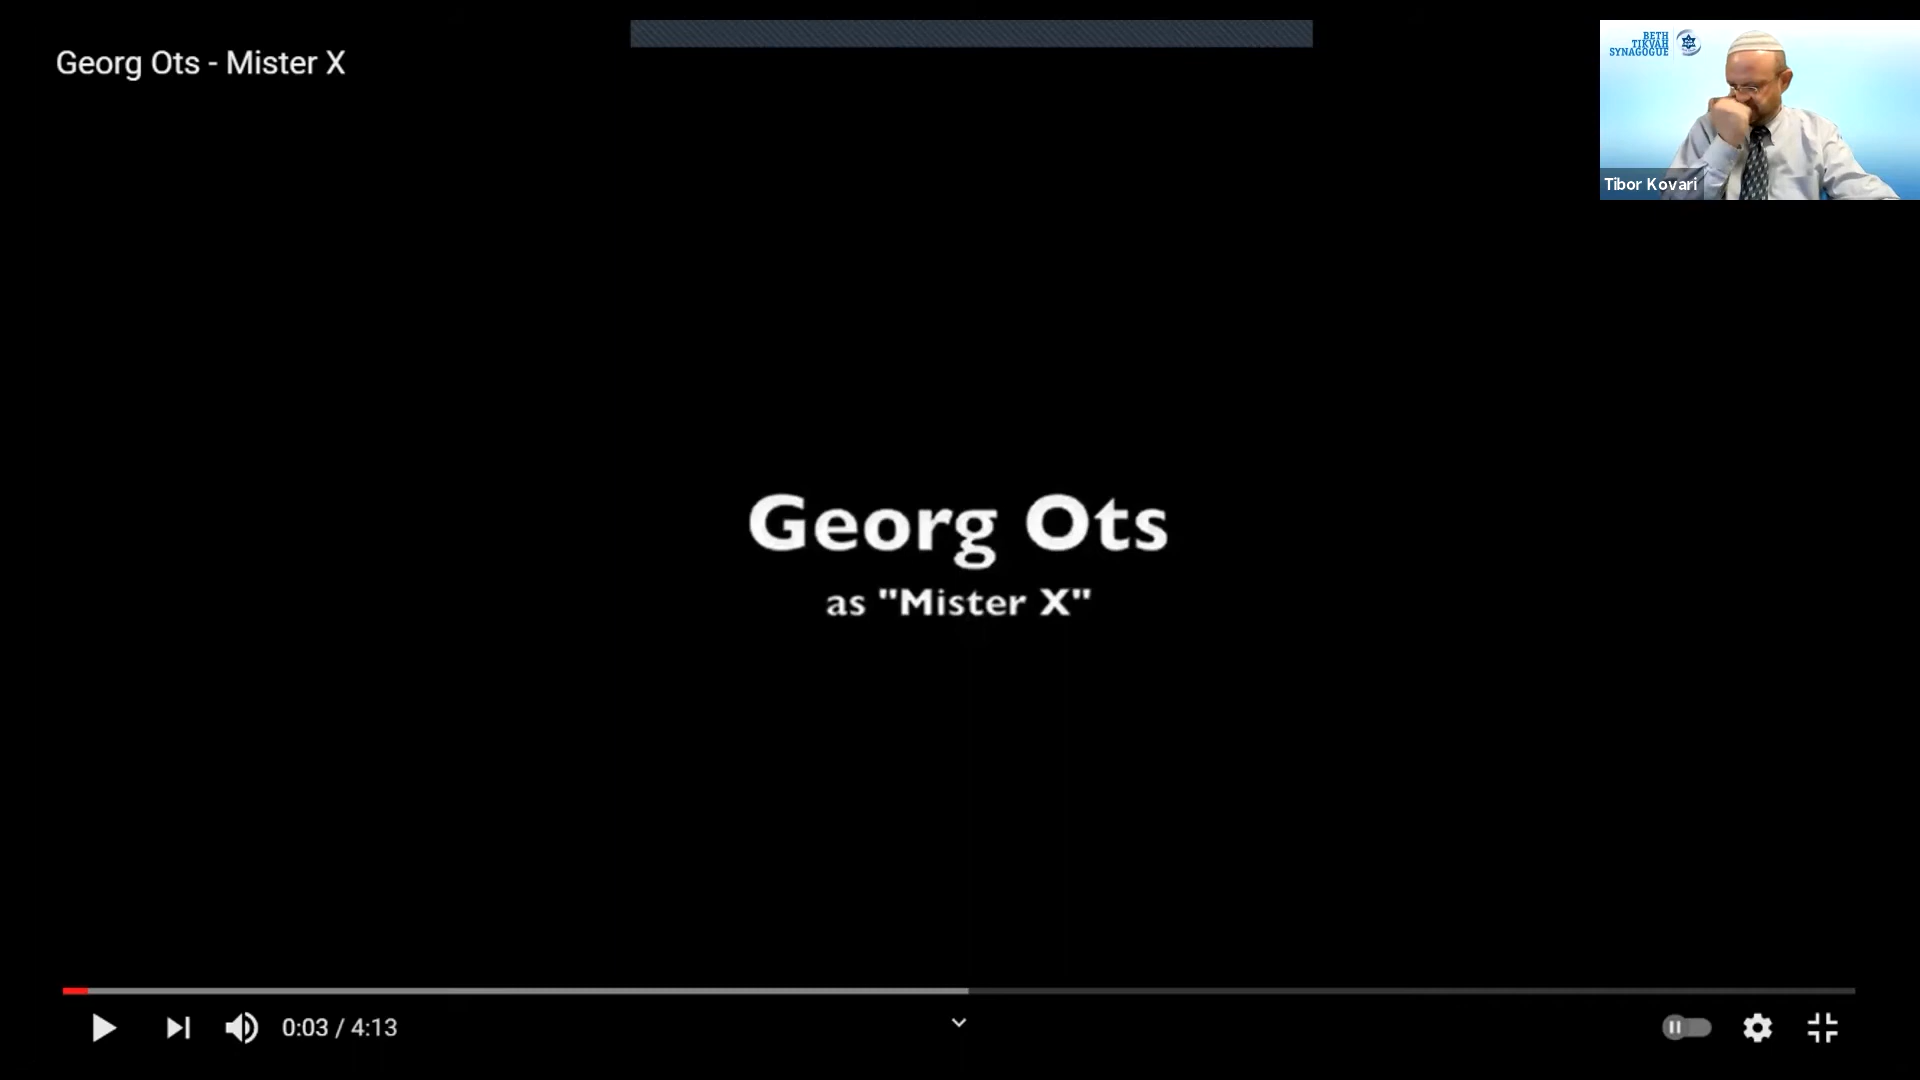 Georg Ots - Mister X
BETH
TIKVAH
SYNAGOGUE
Tibor Kovari
Georg Ots
as "Mister X"
0:03 / 4:13